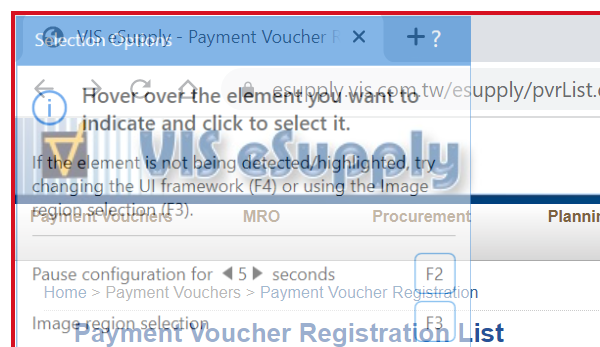 VIS eSupply - Payment Voucher R
Selection Options
?
esupply.vis.com.tw/esupply/pvrList.
Hover over the element you want to
indicate and click to select it.
VIS eSupply
If the element is not being detected/highlighted, try
changing the UI framework (F4) or using the Image
region selection (F3).
Payment Vouchers MRO Procurement Plannin
Pause configuration for 5 seconds F2
Home > Payment Vouchers > Payment Voucher Registration
Image region selection F3
Payment Voucher Registration List